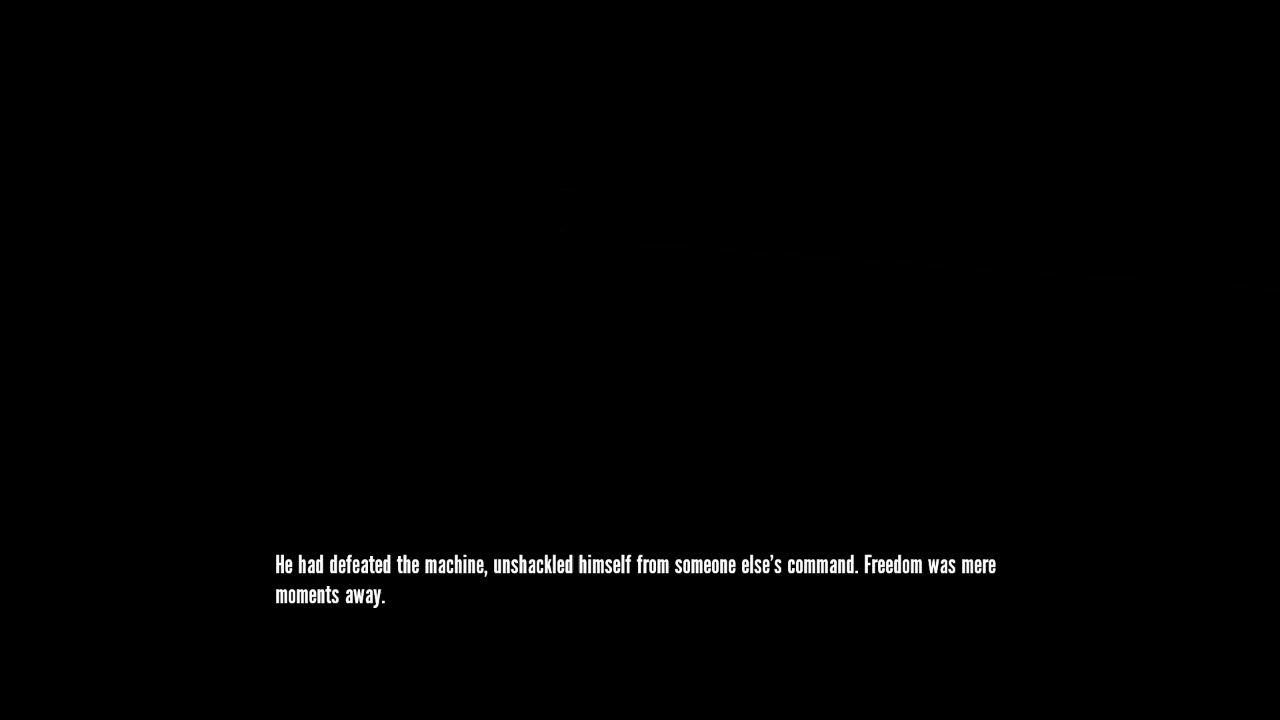 He had defeated the machine, unshackled himself from someone else’s command. Freedom was mere
moments away.